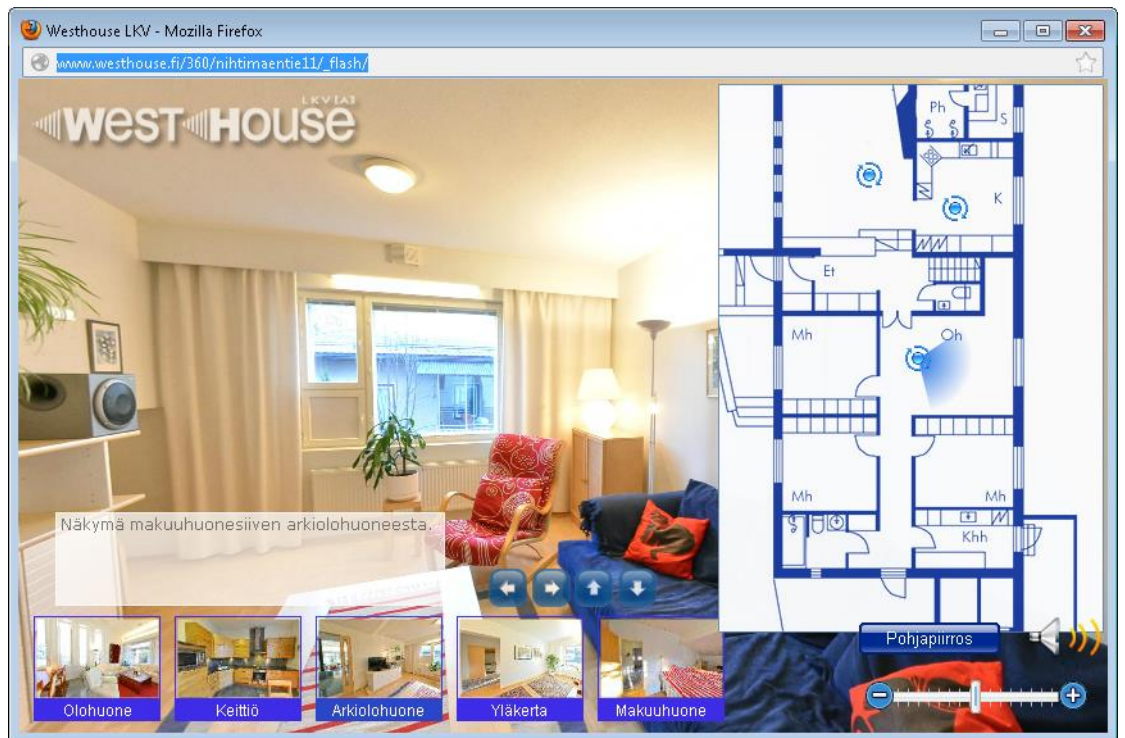 Westhouse LKV - Mozilla Firefox
www.westhouse.fi/360/nihtimaentie11/_flash/
LKV[A]
WEST HOUSE
Ph
S
K
Et
Mh
Oh
Mh
Mh
Khh
Näkymä makuuhuonesiiven arkiolohuoneesta.
Pohjapiirros
Olohuone
Keittiö
Arkiolohuone
Yläkerta
Makuuhuone